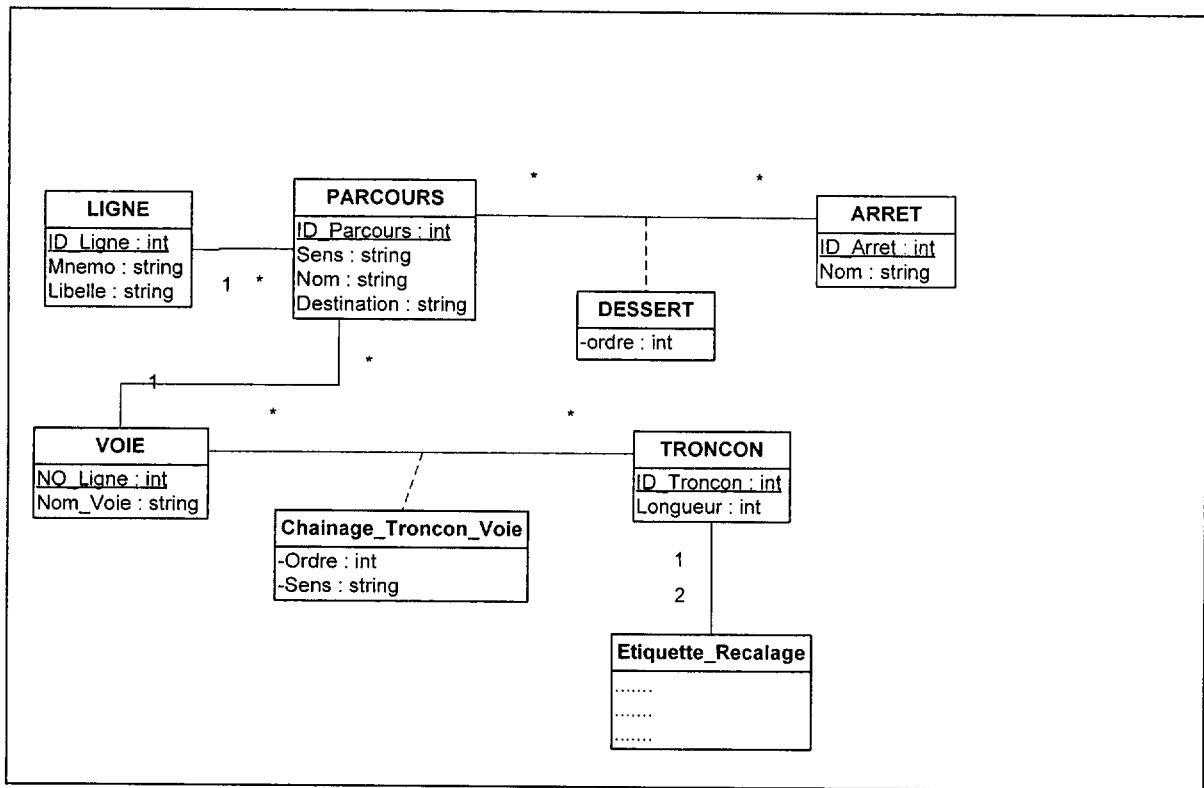 * *
LIGNE
ID_Ligne : int
Mnemo : string
Libelle : string
1 *
PARCOURS
ID_Parcours : int
Sens : string
Nom : string
Destination : string
ARRET
ID_Arret : int
Nom : string
DESSERT
-ordre : int
*
1
* *
VOIE
NO_Ligne : int
Nom_Voie : string
TRONCON
ID_Troncon : int
Longueur : int
Chainage_Troncon_Voie
-Ordre : int
-Sens : string
1
2
Etiquette_Recalage
.......
.......
.......